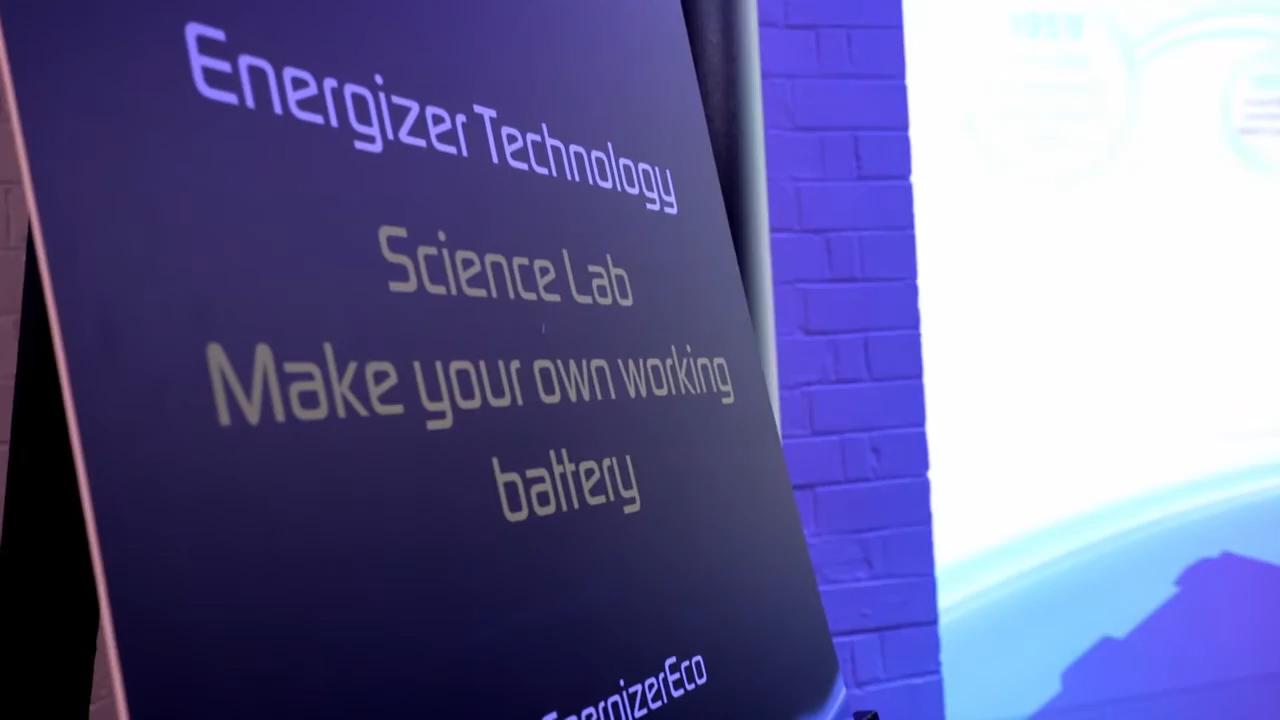 Energizer Technology
Science Lab
Make your own working
battery
EnergizerEco